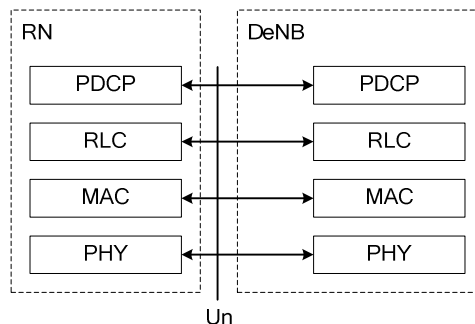 RN DeNB
PDCP PDCP
RLC RLC
MAC MAC
PHY PHY
Un